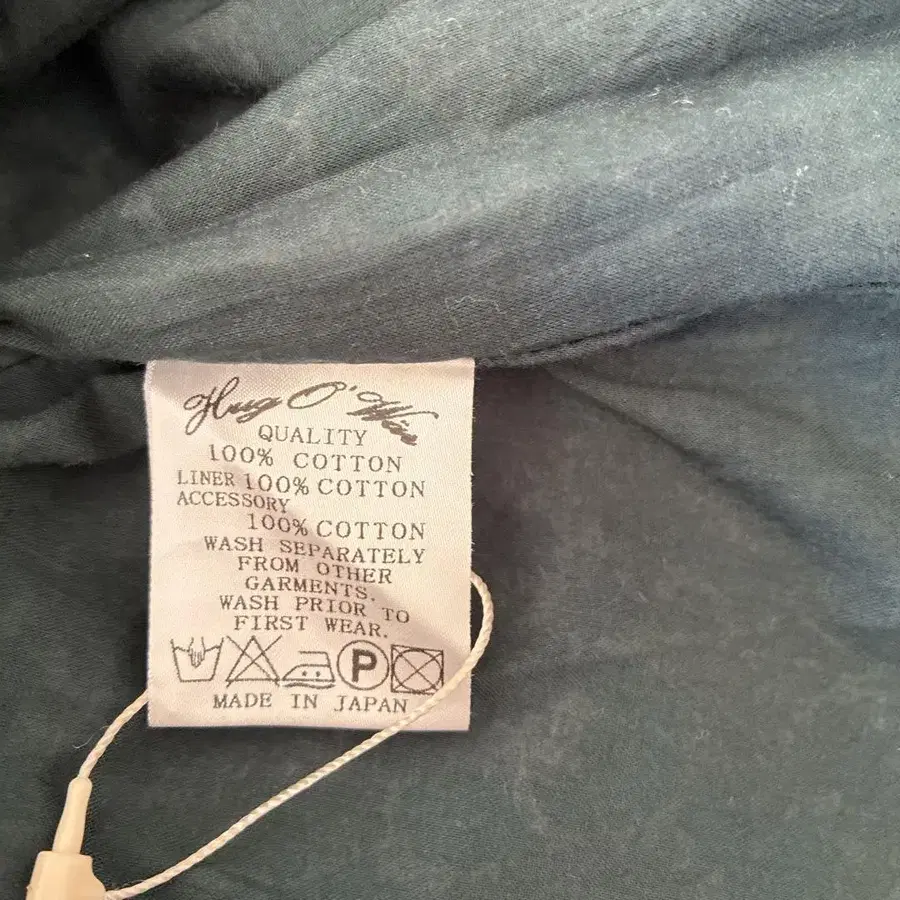 Hug O' Wär
QUALITY
100% COTTON
LINER 100% COTTON
ACCESSORY
100% COTTON
WASH SEPARATELY
FROM OTHER
GARMENTS.
WASH PRIOR TO
FIRST WEAR.
P
MADE IN JAPAN